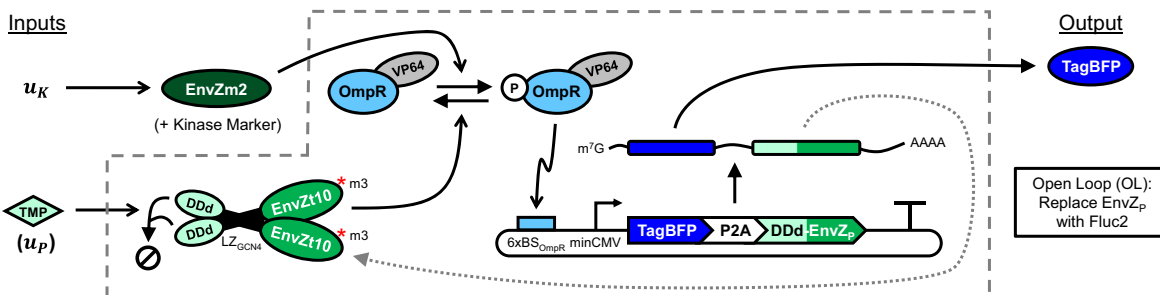 Inputs
Output
u_K
EnvZm2
(+ Kinase Marker)
OmpR
VP64
P
OmpR
VP64
TagBFP
m⁷G
AAAA
TMP
(u_P)
DDd
DDd
LZ_GCN4
EnvZt10
* m3
EnvZt10
* m3
6xBS_OmpR minCMV
TagBFP
P2A
DDd-EnvZ_P
Open Loop (OL):
Replace EnvZ_P
with Fluc2